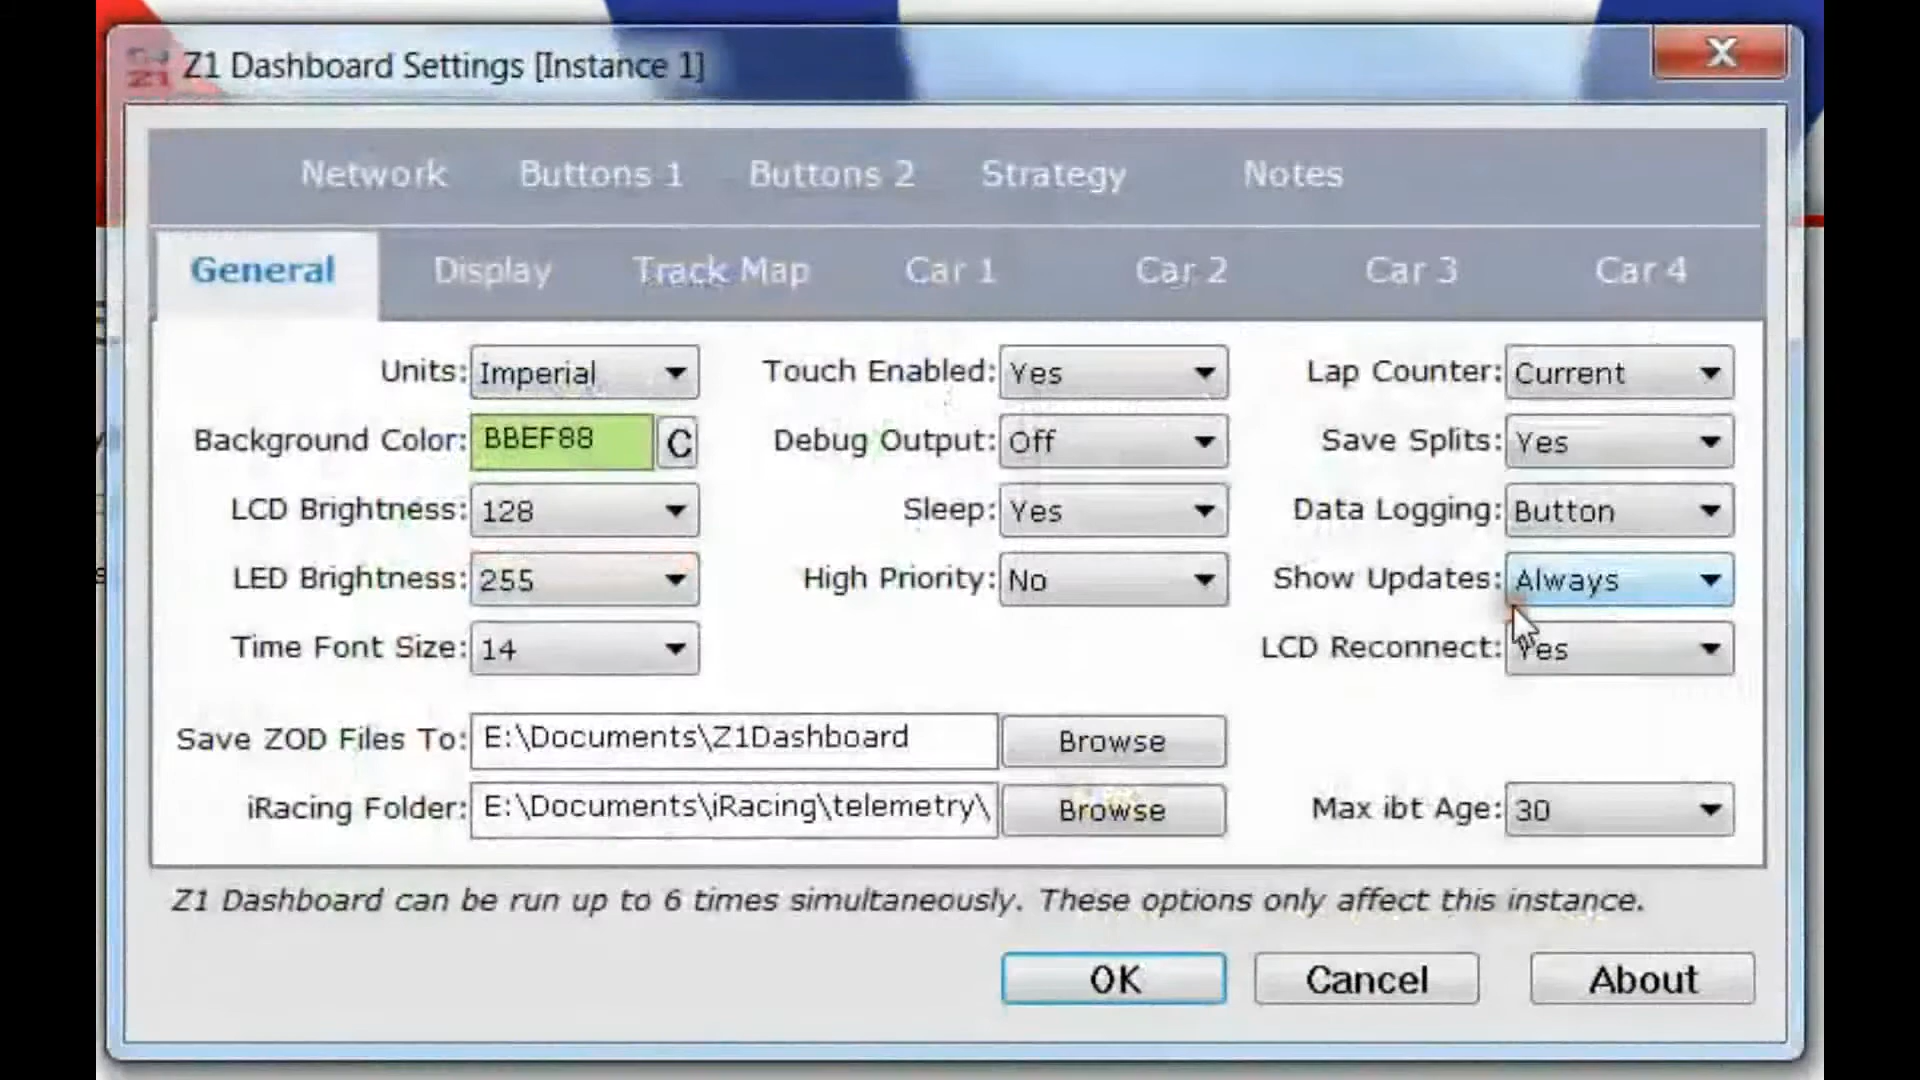 Z1 Dashboard Settings [Instance 1]
Network Buttons 1 Buttons 2 Strategy Notes
General Display Track Map Car 1 Car 2 Car 3 Car 4
Units: Imperial Touch Enabled: Yes Lap Counter: Current
Background Color: BBEF88 C Debug Output: Off Save Splits: Yes
LCD Brightness: 128 Sleep: Yes Data Logging: Button
LED Brightness: 255 High Priority: No Show Updates: Always
Time Font Size: 14 LCD Reconnect: Yes
Save ZOD Files To: E:\Documents\Z1Dashboard Browse
iRacing Folder: E:\Documents\iRacing\telemetry\ Browse Max ibt Age: 30
Z1 Dashboard can be run up to 6 times simultaneously. These options only affect this instance.
OK Cancel About